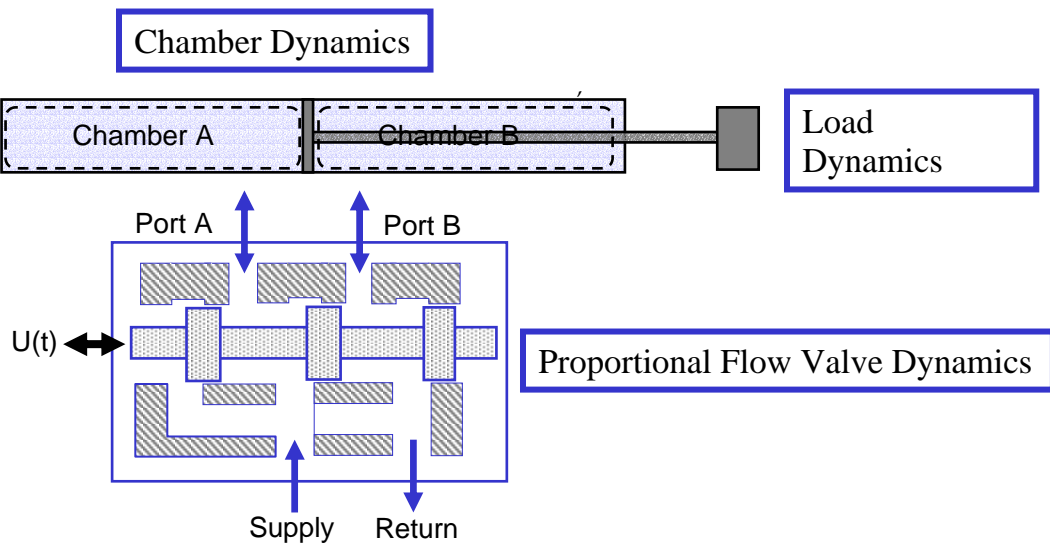 Chamber Dynamics
Chamber A
Chamber B
Load
Dynamics
Port A
Port B
U(t)
Proportional Flow Valve Dynamics
Supply
Return